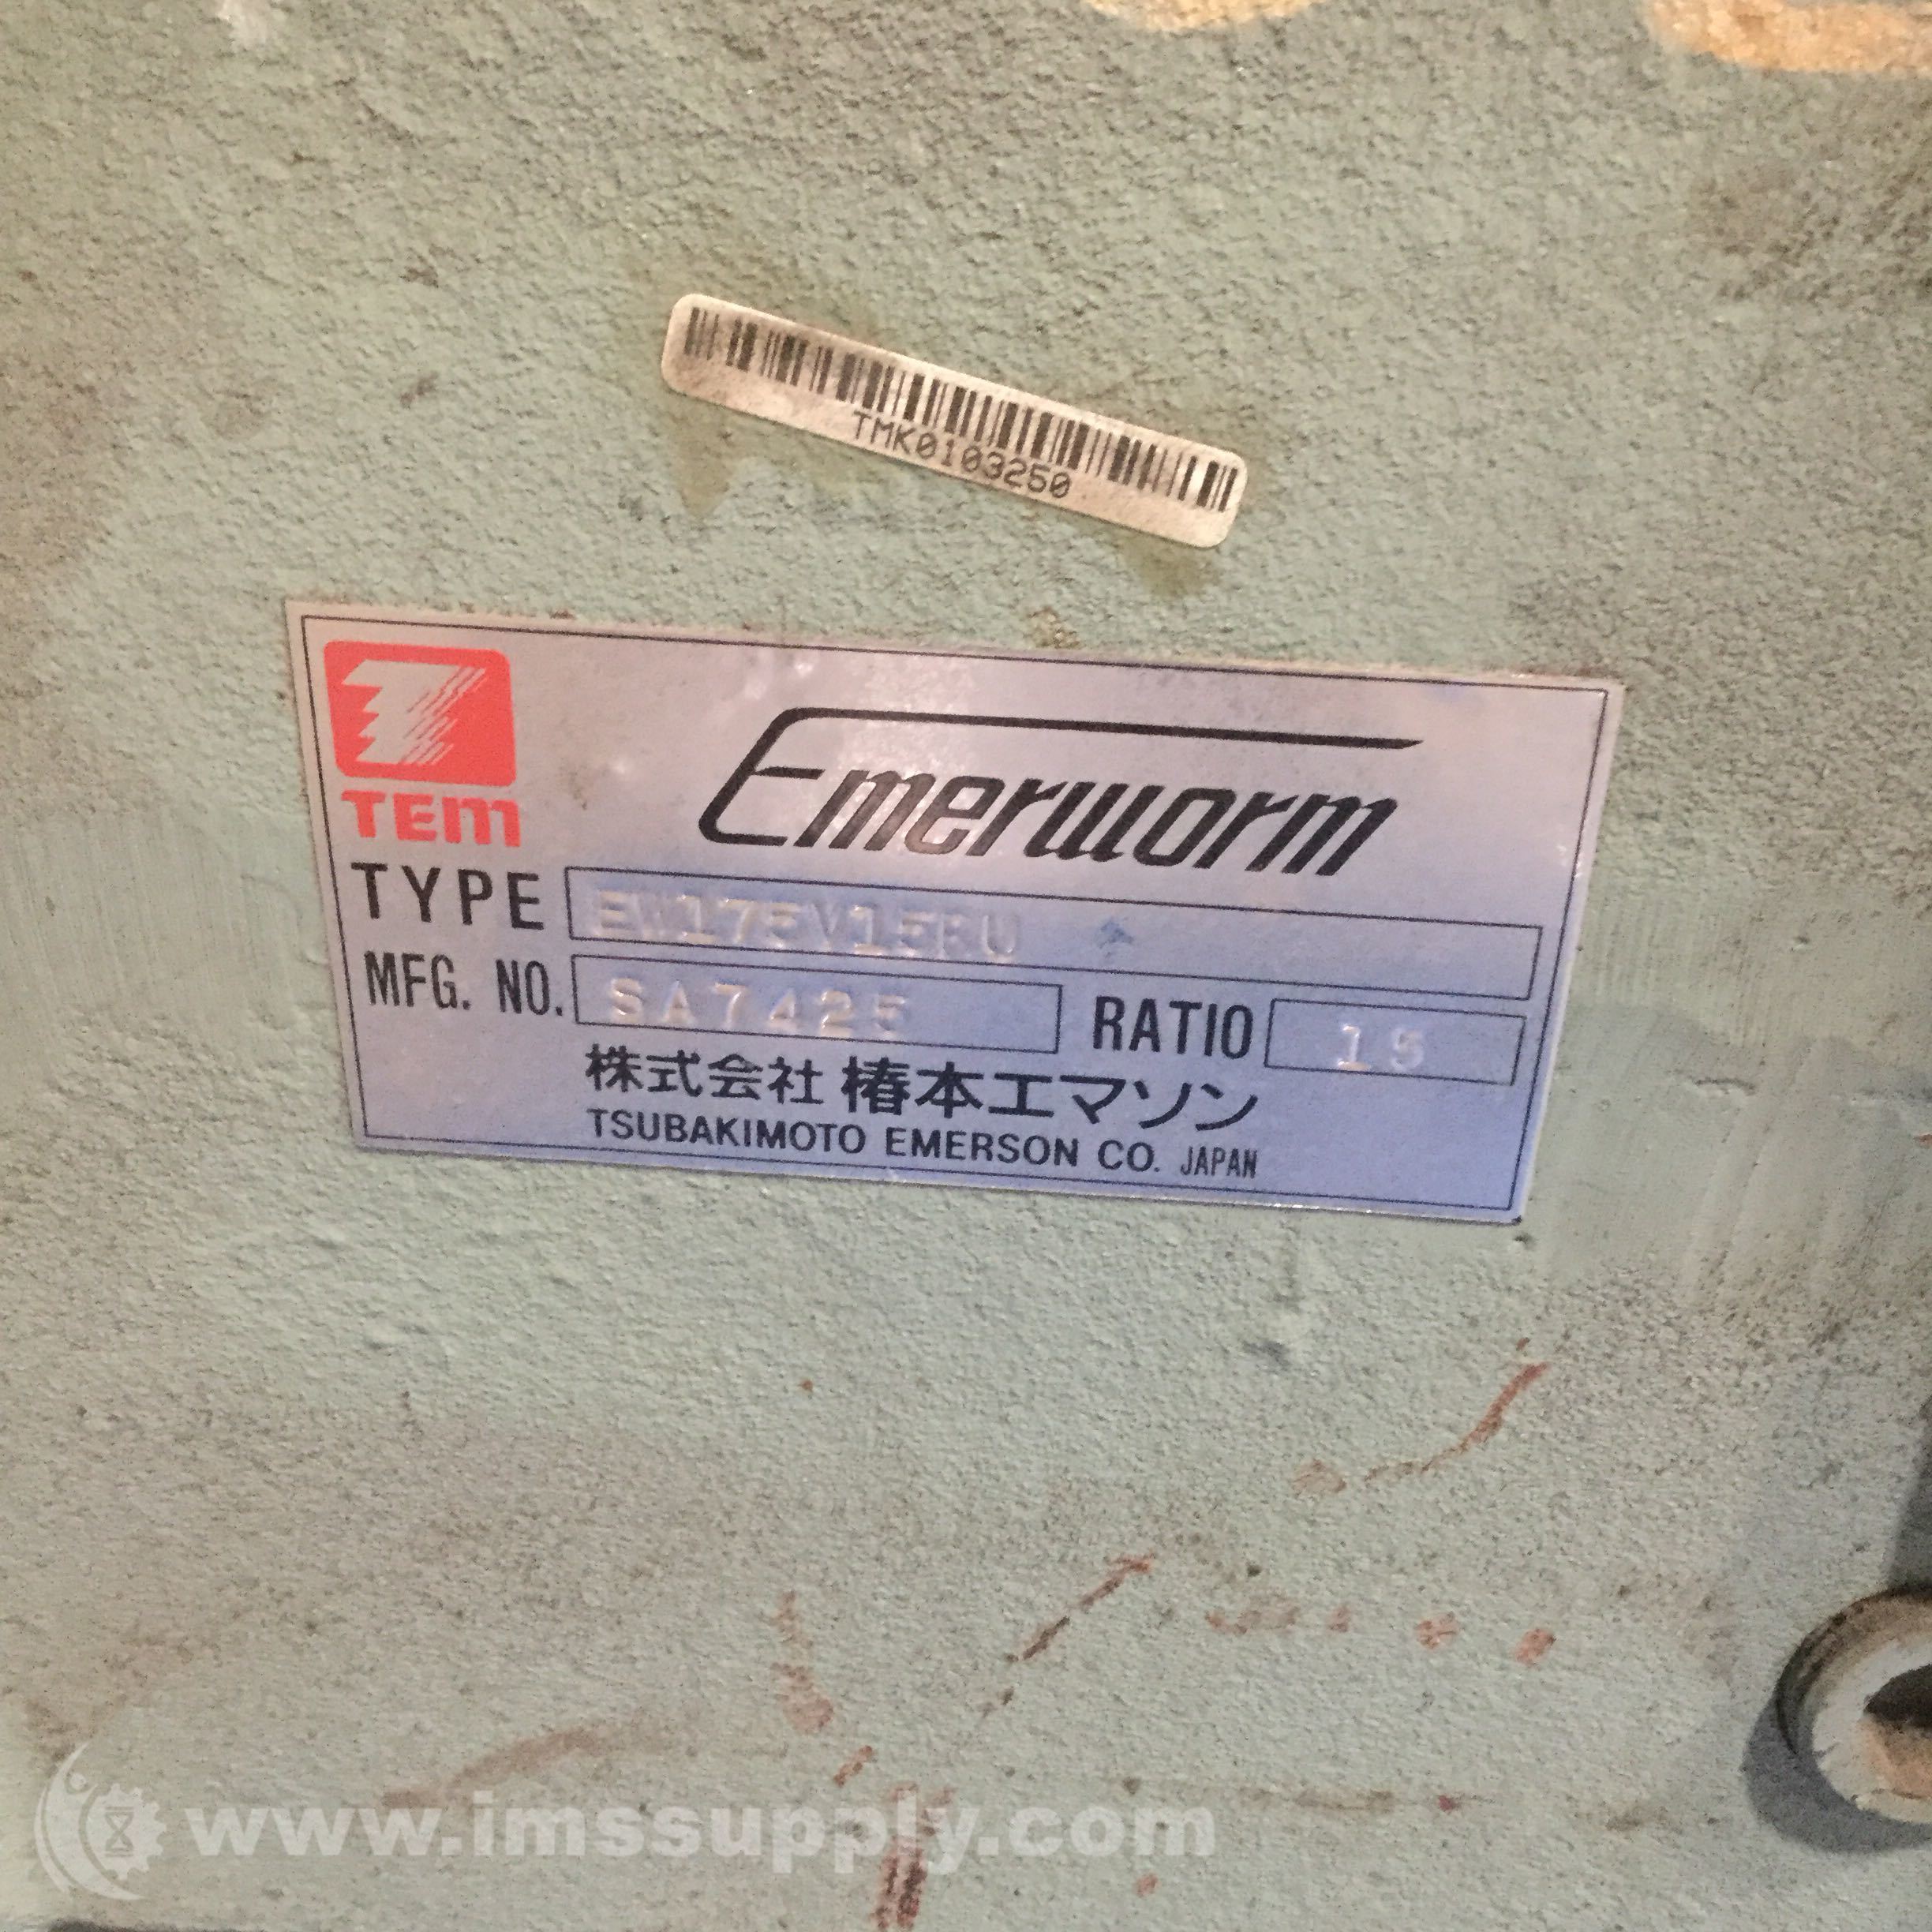 TMK0103250
TEM
Emerworm
TYPE EW175V15RU
MFG. NO. SA7425 RATIO 15
株式会社 椿本エマソン
TSUBAKIMOTO EMERSON CO. JAPAN
www.imssupply.com